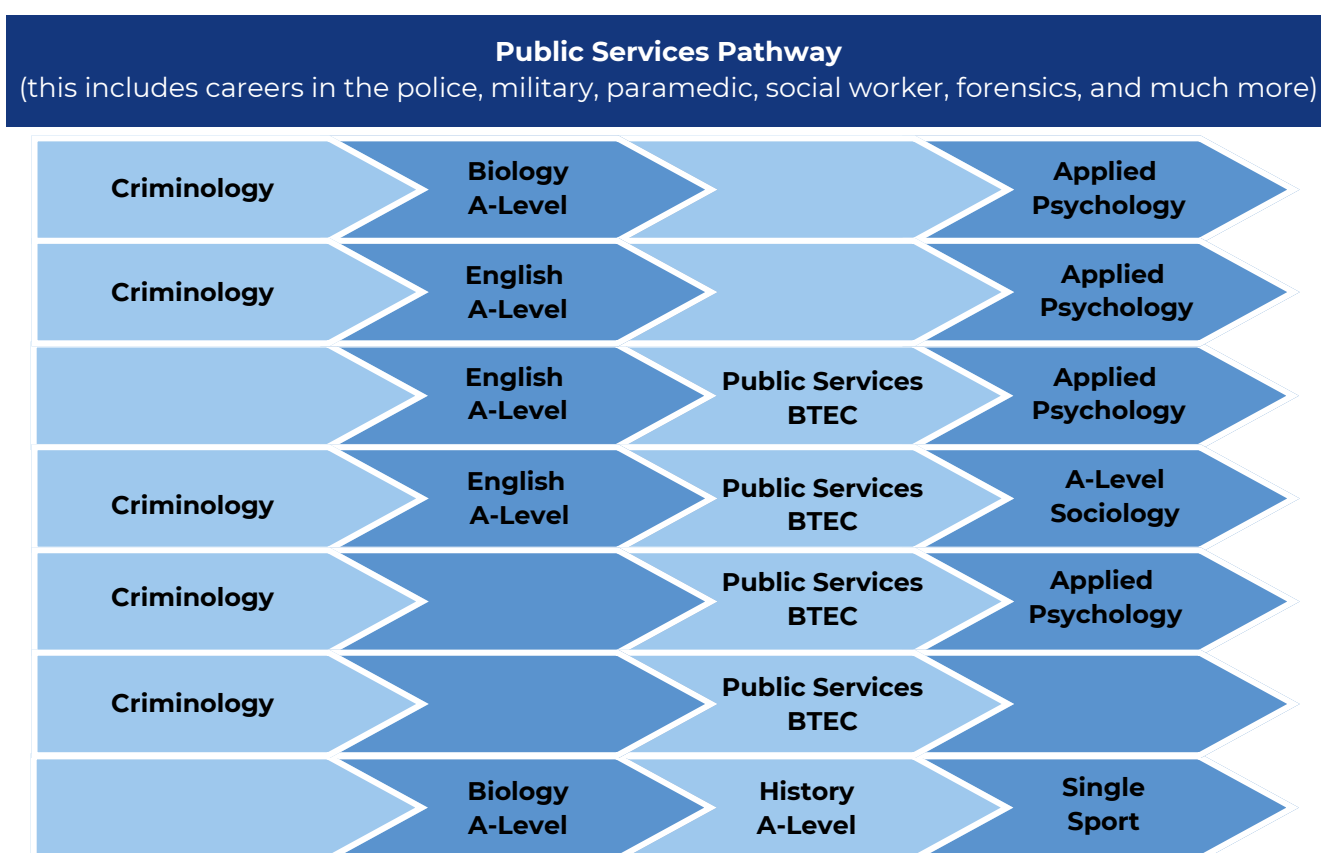 Public Services Pathway
(this includes careers in the police, military, paramedic, social worker, forensics, and much more)
Criminology
Biology
A-Level
Applied
Psychology
Criminology
English
A-Level
Applied
Psychology
English
A-Level
Public Services
BTEC
Applied
Psychology
Criminology
English
A-Level
Public Services
BTEC
A-Level
Sociology
Criminology
Public Services
BTEC
Applied
Psychology
Criminology
Public Services
BTEC
Biology
A-Level
History
A-Level
Single
Sport